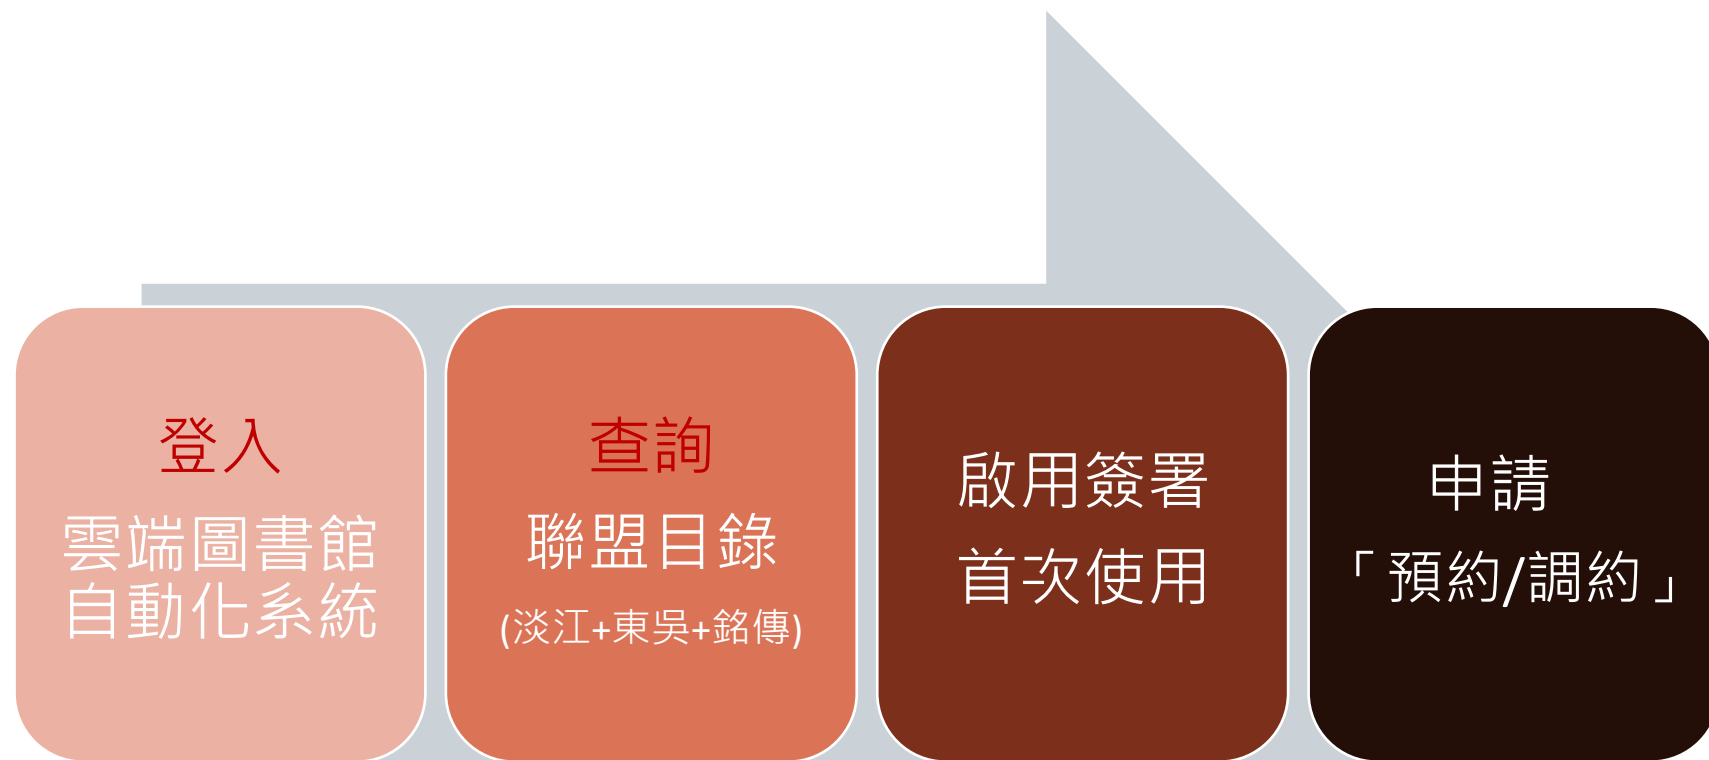 登入
雲端圖書館
自動化系統
查詢
聯盟目錄
(淡江+東吳+銘傳)
啟用簽署
首次使用
申請
「預約/調約」